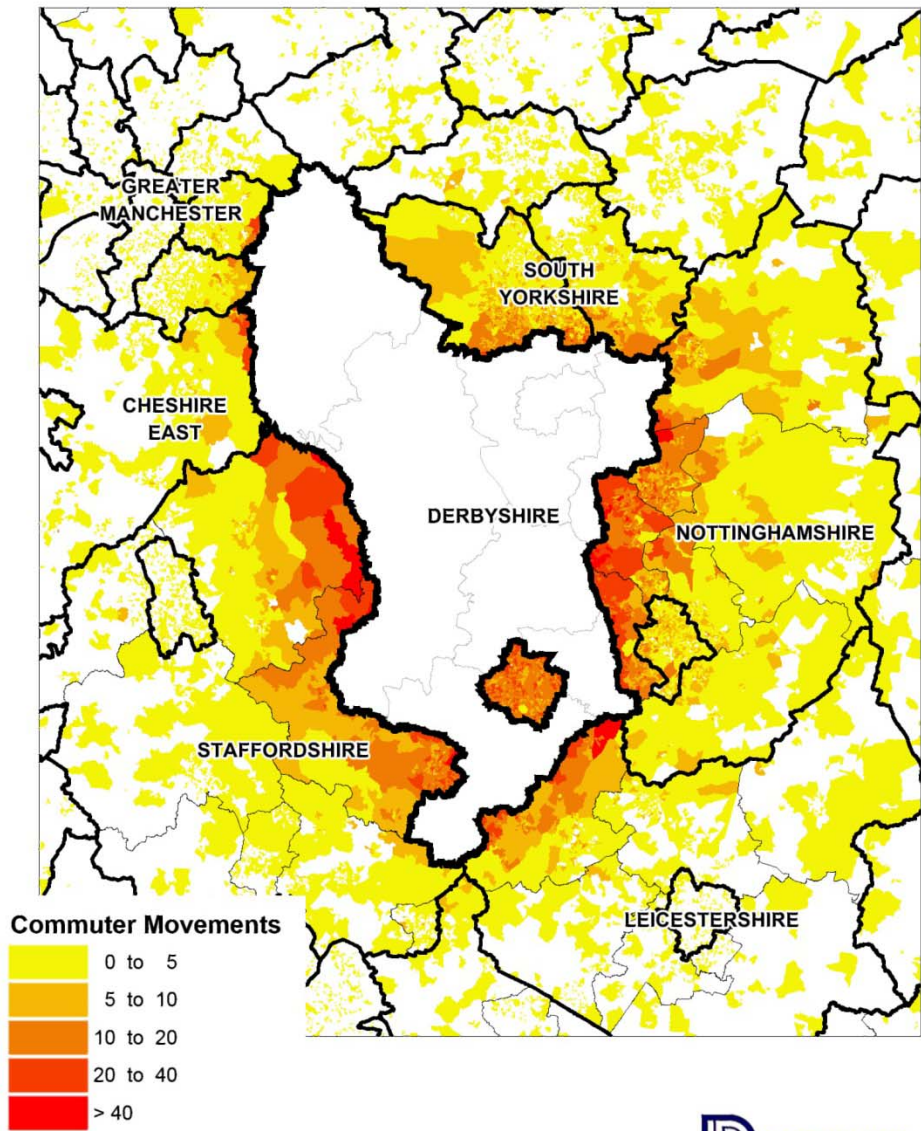 GREATER
MANCHESTER
SOUTH
YORKSHIRE
CHESHIRE
EAST
DERBYSHIRE
NOTTINGHAMSHIRE
STAFFORDSHIRE
LEICESTERSHIRE
Commuter Movements
0 to 5
5 to 10
10 to 20
20 to 40
> 40